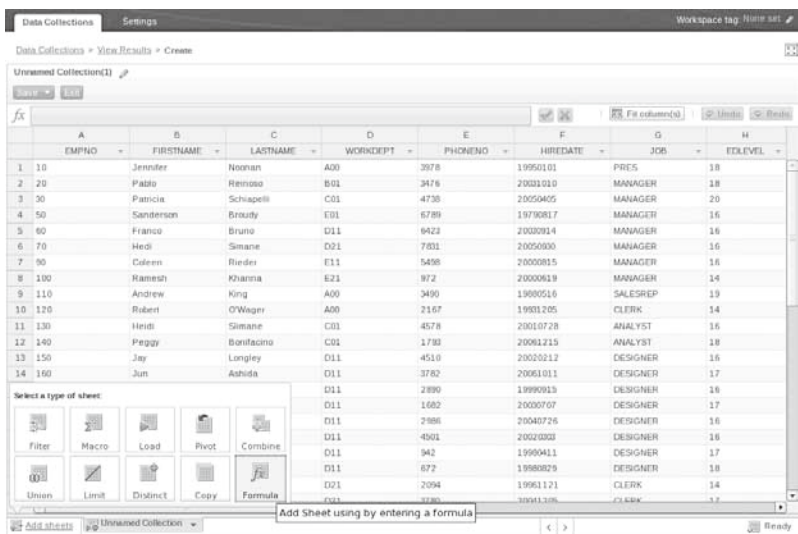 Data Collections Settings Workspace tag: None set
Data Collections > View Results > Create
Unnamed Collection(1)
Save Exit
fx Fit column(s) Undo Redo
A B C D E F G H
EMPNO FIRSTNAME LASTNAME WORKDEPT PHONENO HIREDATE JOB EDLEVEL
1 10 Jennifer Noonan A00 3978 19950101 PRES 18
2 20 Pablo Reinoso B01 3476 20031010 MANAGER 18
3 30 Patricia Schiapelli C01 4738 20050405 MANAGER 20
4 50 Sanderson Broudy E01 6789 19790817 MANAGER 16
5 60 Franco Bruno D11 6423 20030914 MANAGER 16
6 70 Hedi Simane D21 7831 20050930 MANAGER 16
7 90 Coleen Rieder E11 5498 20000815 MANAGER 16
8 100 Ramesh Khanna E21 972 20000619 MANAGER 14
9 110 Andrew King A00 3490 19880516 SALESREP 19
10 120 Robert O'Wager A00 2167 19931205 CLERK 14
11 130 Heidi Simane C01 4578 20010728 ANALYST 16
12 140 Peggy Bonifacino C01 1793 20061215 ANALYST 18
13 150 Jay Longley D11 4510 20020212 DESIGNER 16
14 160 Jun Ashida D11 3782 20061011 DESIGNER 17
D11 2890 19990915 DESIGNER 16
D11 1682 20030707 DESIGNER 17
D11 2986 20040726 DESIGNER 16
D11 4501 20020303 DESIGNER 16
D11 942 19980411 DESIGNER 17
D11 672 19980829 DESIGNER 18
D21 2094 19961121 CLERK 14
D21 3780 20041205 CLERK 17
Select a type of sheet:
Filter Macro Load Pivot Combine
Union Limit Distinct Copy Formula
Add Sheet using by entering a formula
Add sheets Unnamed Collection Ready